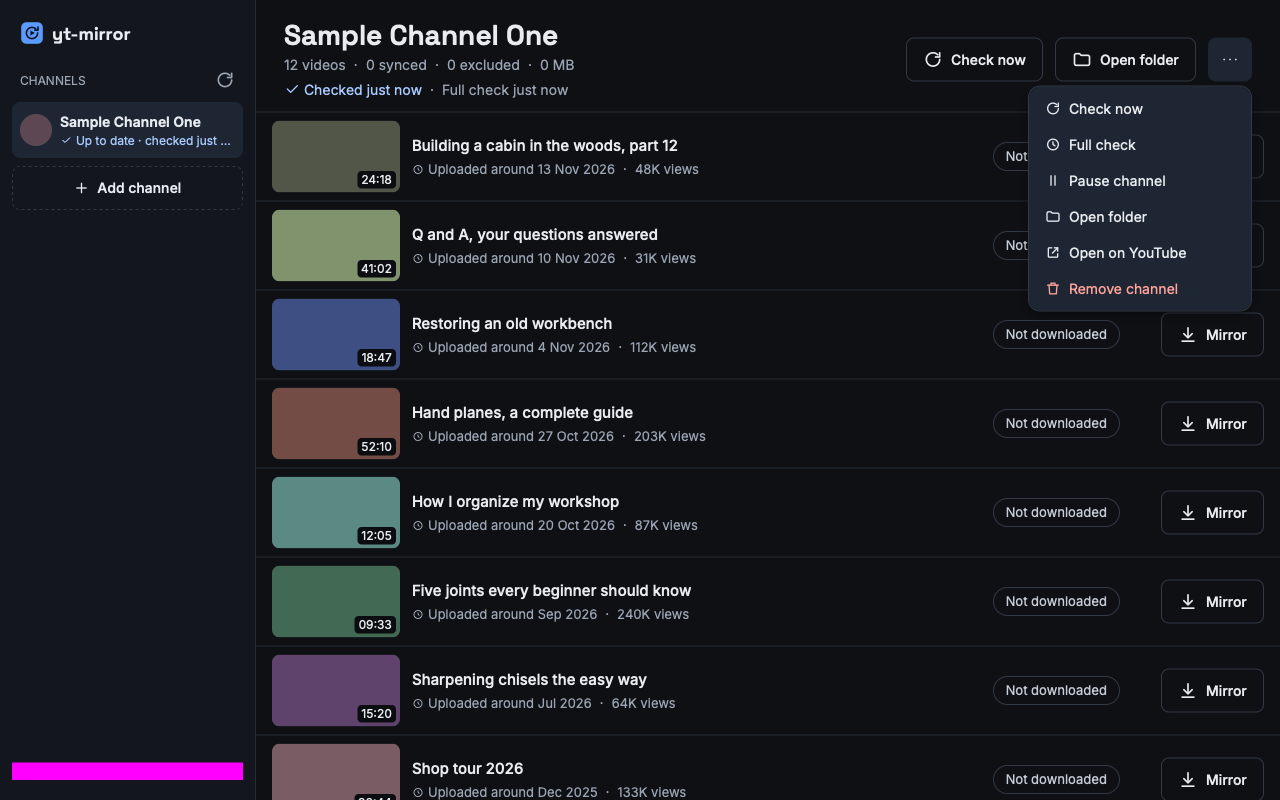 yt-mirror
CHANNELS
Sample Channel One
Up to date · checked just ...
Add channel
Sample Channel One
12 videos · 0 synced · 0 excluded · 0 MB
Checked just now · Full check just now
Check now
Open folder
...
Check now
Full check
Pause channel
Open folder
Open on YouTube
Remove channel
24:18
Building a cabin in the woods, part 12
Uploaded around 13 Nov 2026 · 48K views
Not
41:02
Q and A, your questions answered
Uploaded around 10 Nov 2026 · 31K views
Not
18:47
Restoring an old workbench
Uploaded around 4 Nov 2026 · 112K views
Not downloaded
Mirror
52:10
Hand planes, a complete guide
Uploaded around 27 Oct 2026 · 203K views
Not downloaded
Mirror
12:05
How I organize my workshop
Uploaded around 20 Oct 2026 · 87K views
Not downloaded
Mirror
09:33
Five joints every beginner should know
Uploaded around Sep 2026 · 240K views
Not downloaded
Mirror
15:20
Sharpening chisels the easy way
Uploaded around Jul 2026 · 64K views
Not downloaded
Mirror
Shop tour 2026
Uploaded around Dec 2025 · 133K views
Not downloaded
Mirror